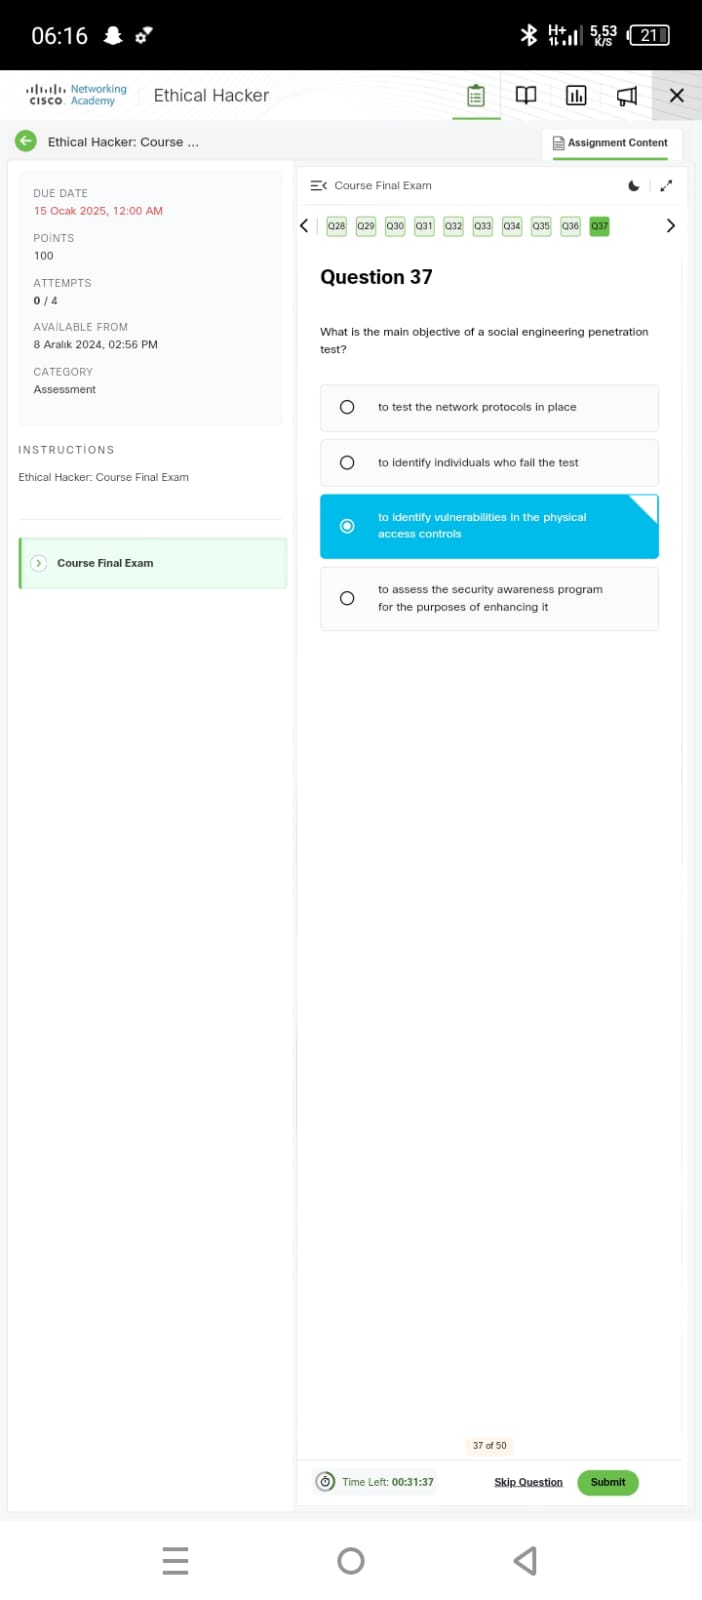 06:16
H+
5,53
K/S
21
Networking
CISCO. Academy
Ethical Hacker
Ethical Hacker: Course ...
Assignment Content
DUE DATE
15 Ocak 2025, 12:00 AM
POİNTS
100
ATTEMPTS
0 / 4
AVAİLABLE FROM
8 Aralık 2024, 02:56 PM
CATEGORY
Assessment
INSTRUCTİONS
Ethical Hacker: Course Final Exam
Course Final Exam
Course Final Exam
Q28 Q29 Q30 Q31 Q32 Q33 Q34 Q35 Q36 Q37
Question 37
What is the main objective of a social engineering penetration
test?
to test the network protocols in place
to identify individuals who fail the test
to identify vulnerabilities in the physical
access controls
to assess the security awareness program
for the purposes of enhancing it
37 of 50
Time Left: 00:31:37
Skip Question
Submit